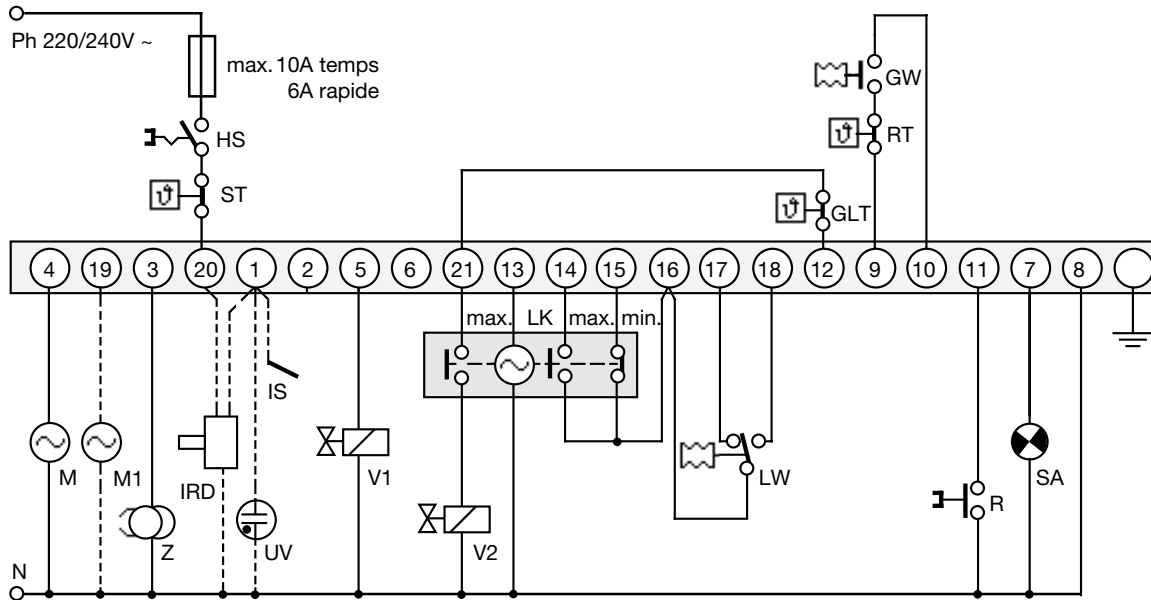 Ph 220/240V ~
max. 10A temps
6A rapide
HS
ST
GW
RT
GLT
4 19 3 20 1 2 5 6 21 13 14 15 16 17 18 12 9 10 11 7 8
max. LK max. min.
IS
M
M1
IRD
Z
UV
V1
V2
LW
R
SA
N
ϑ
ϑ
ϑ